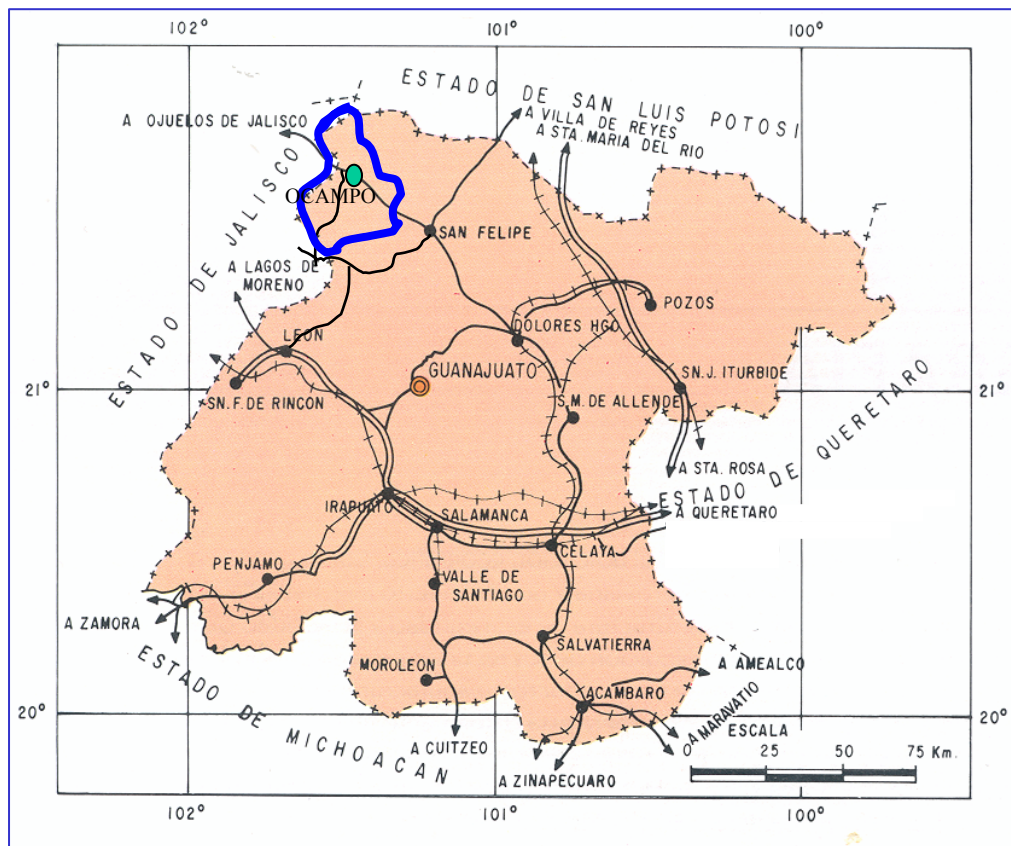 102°
101°
100°
ESTADO DE SAN LUIS POTOSI
A OJUELOS DE JALISCO
A VILLA DE REYES
A STA. MARIA DEL RIO
ESTADO DE JALISCO
OCAMPO
SAN FELIPE
A LAGOS DE
MORENO
POZOS
DOLORES HGO
LEON
GUANAJUATO
SN. J. ITURBIDE
21°
21°
SN. F. DE RINCON
S.M. DE ALLENDE
A STA. ROSA
ESTADO DE QUERETARO
IRAPUATO
SALAMANCA
A QUERETARO
CELAYA
PENJAMO
VALLE DE
SANTIAGO
A ZAMORA
SALVATIERRA
ESTADO DE MICHOACAN
MOROLEON
A AMEALCO
ACAMBARO
A MARAVATIO
20°
20°
ESCALA
A CUITZEO
0 25 50 75 Km.
A ZINAPECUARO
102°
101°
100°